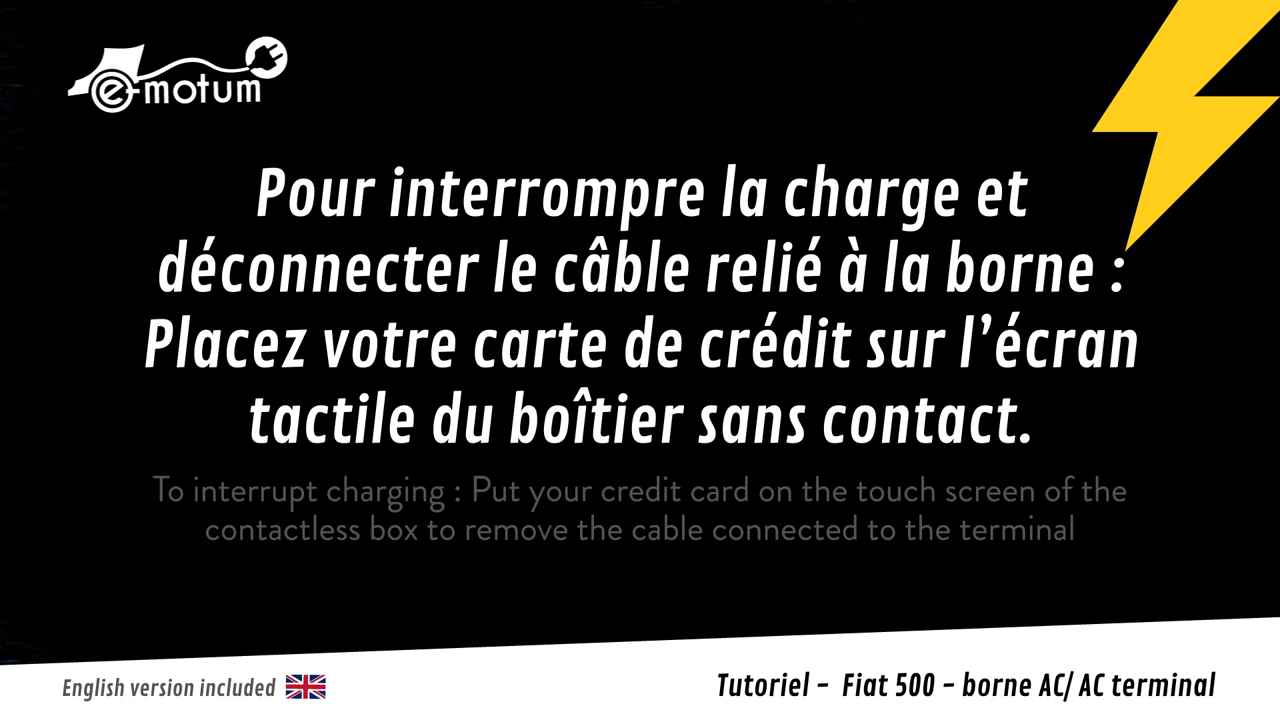 e-motum
Pour interrompre la charge et
déconnecter le câble relié à la borne :
Placez votre carte de crédit sur l’écran
tactile du boîtier sans contact.
To interrupt charging : Put your credit card on the touch screen of the
contactless box to remove the cable connected to the terminal
English version included
Tutoriel - Fiat 500 - borne AC/ AC terminal